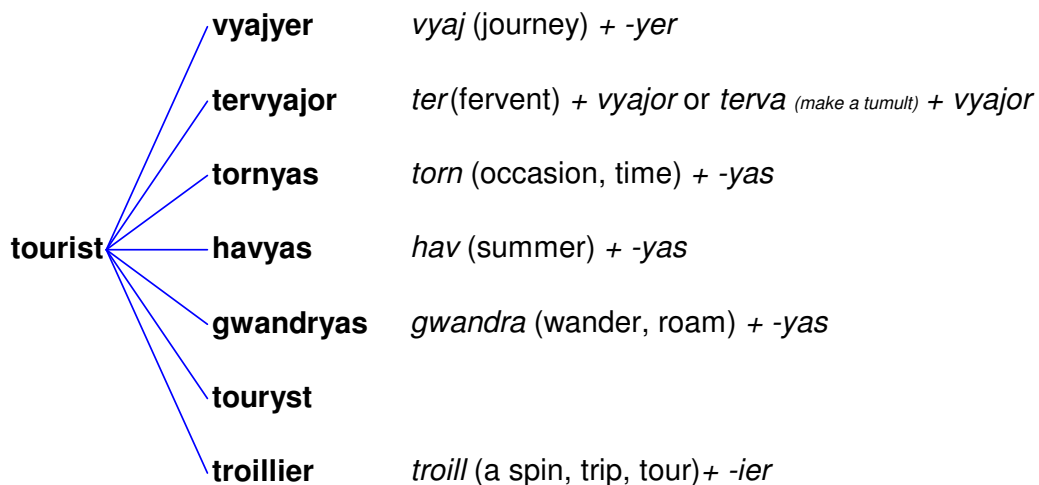 vyajyer vyaj (journey) + -yer
tervyajor ter (fervent) + vyajor or terva (make a tumult) + vyajor
tornyas torn (occasion, time) + -yas
tourist havyas hav (summer) + -yas
gwandryas gwandra (wander, roam) + -yas
touryst
troillier troill (a spin, trip, tour)+ -ier